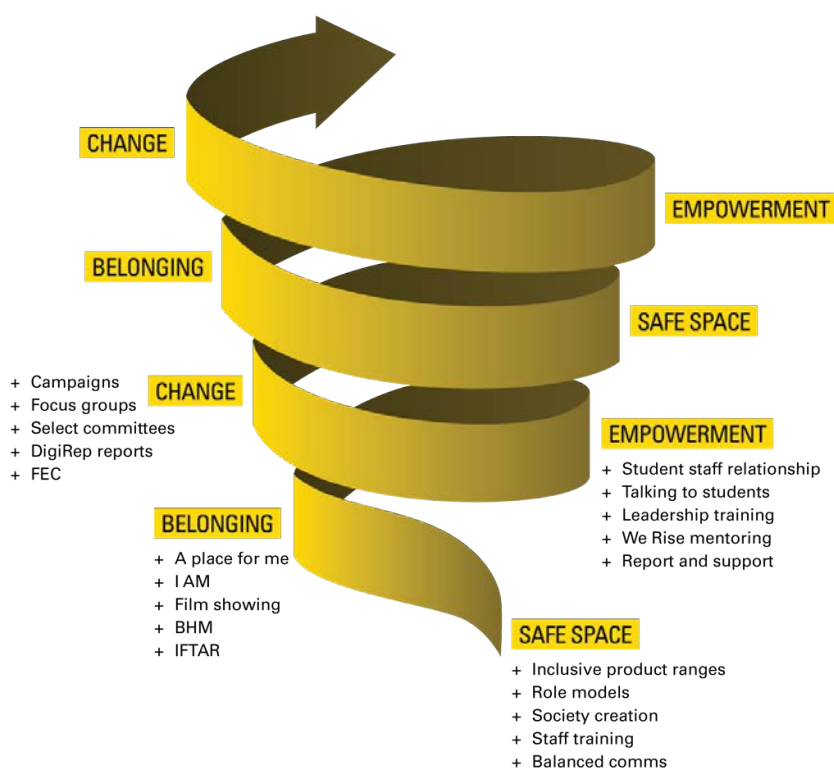 CHANGE
EMPOWERMENT
BELONGING
SAFE SPACE
CHANGE
+ Campaigns
+ Focus groups
+ Select committees
+ DigiRep reports
+ FEC
EMPOWERMENT
+ Student staff relationship
+ Talking to students
+ Leadership training
+ We Rise mentoring
+ Report and support
BELONGING
+ A place for me
+ I AM
+ Film showing
+ BHM
+ IFTAR
SAFE SPACE
+ Inclusive product ranges
+ Role models
+ Society creation
+ Staff training
+ Balanced comms